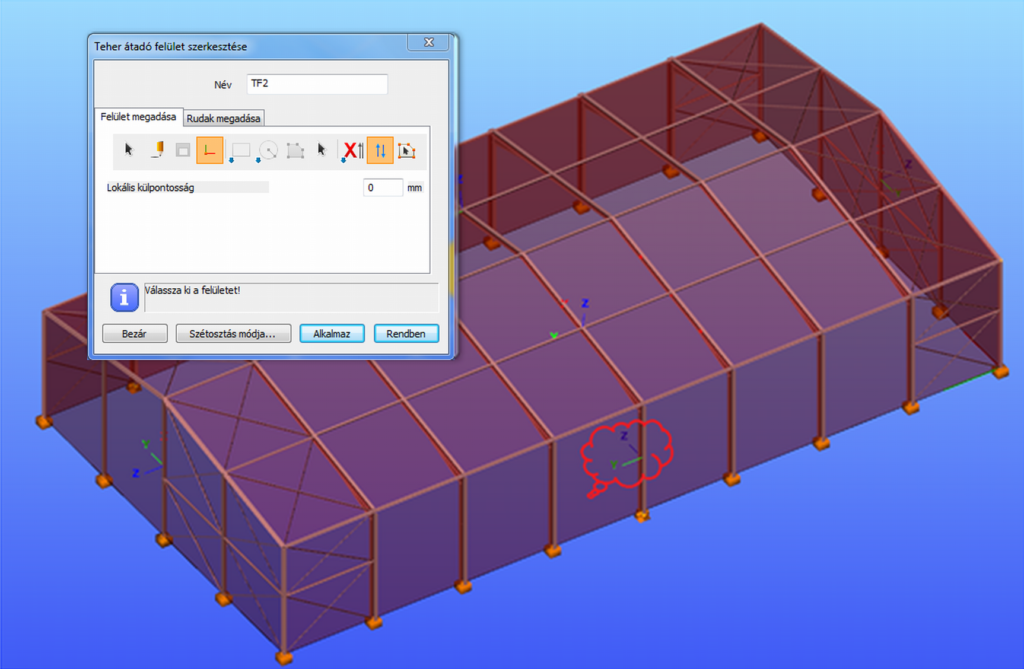 Teher átadó felület szerkesztése
Név TF2
Felület megadása Rudak megadása
Lokális külpontosság 0 mm
i Válassza ki a felületet!
Bezár Szétosztás módja... Alkalmaz Rendben
Z
Z
Y
Z
Z
Y
Y
Z